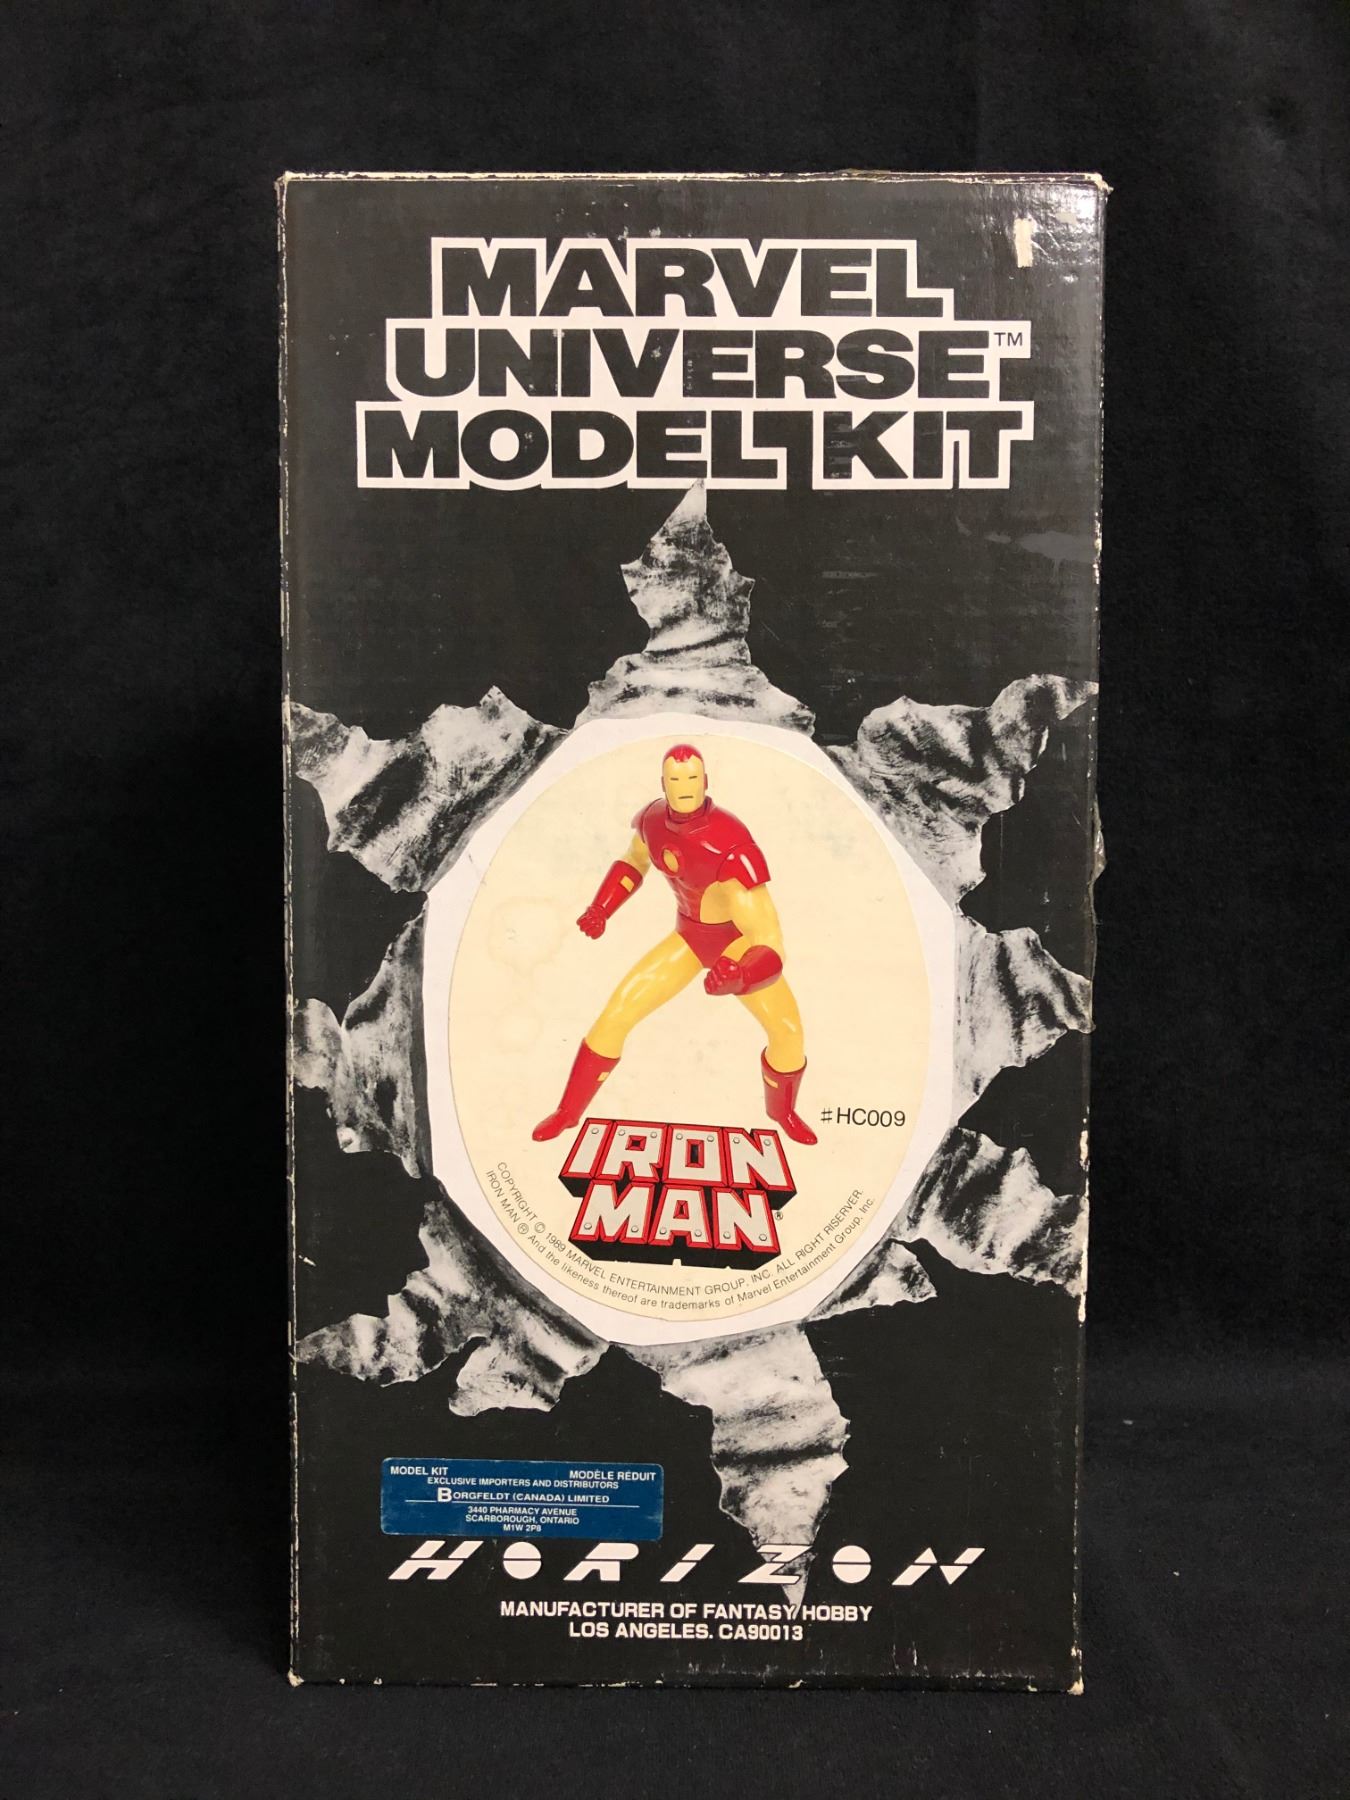 MARVEL
UNIVERSE™
MODEL KIT
#HC009
IRON
MAN®
COPYRIGHT © 1989 MARVEL ENTERTAINMENT GROUP, INC. ALL RIGHT RISERVER.
IRON MAN ® And the likeness thereof are trademarks of Marvel Entertainment Group, Inc.
MODEL KIT MODÈLE RÉDUIT
EXCLUSIVE IMPORTERS AND DISTRIBUTORS
BORGFELDT (CANADA) LIMITED
3440 PHARMACY AVENUE
SCARBOROUGH, ONTARIO
M1W 2P8
HORIZON
MANUFACTURER OF FANTASY HOBBY
LOS ANGELES. CA90013